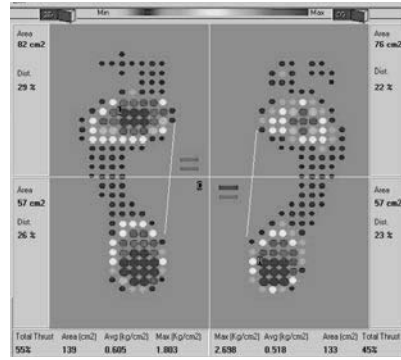 Min Max
Area
82 cm2
Dist.
29 %
Area
76 cm2
Dist.
22 %
Area
57 cm2
Dist.
26 %
Area
57 cm2
Dist.
23 %
Total Thrust Area (cm2) Avg (kg/cm2) Max (Kg/cm2) Max (Kg/cm2) Avg (kg/cm2) Area (cm2) Total Thrust
55% 139 0.605 1.803 2.698 0.518 133 45%